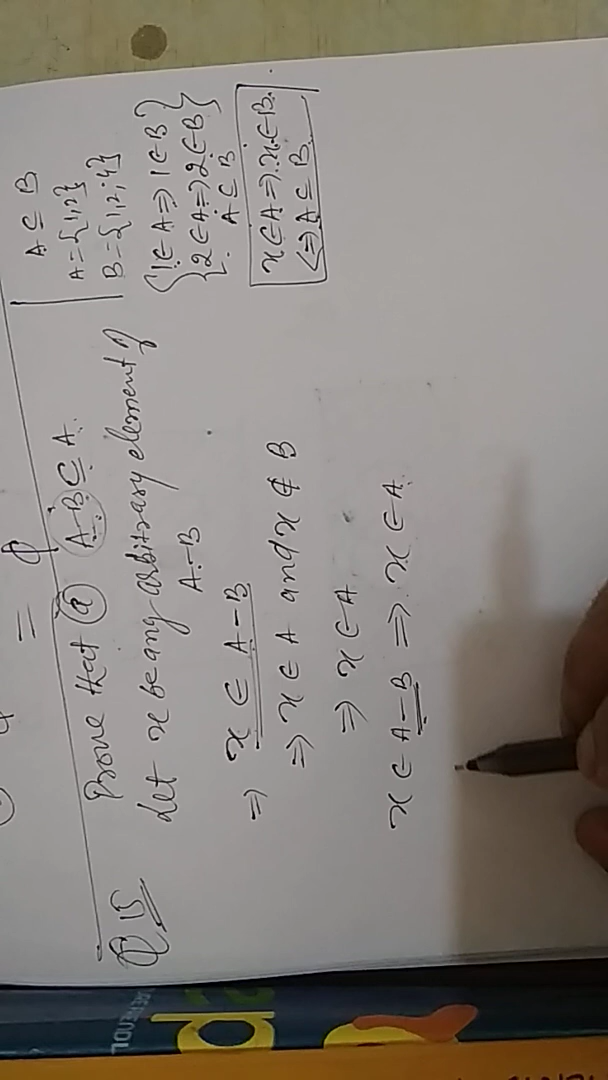 = φ
Q 15 Prove that (a) A-B ⊆ A.
Let x be any arbitrary element of
A-B
⇒ x ∈ A-B
⇒ x ∈ A and x ∉ B
⇒ x ∈ A
x ∈ A-B ⇒ x ∈ A.
A ⊆ B
A={1,2}
B={1,2,4}
{1∈A ⇒ 1∈B}
{2∈A ⇒ 2∈B}
A ⊆ B
x∈A ⇒ x∈B.
⇔ A ⊆ B.